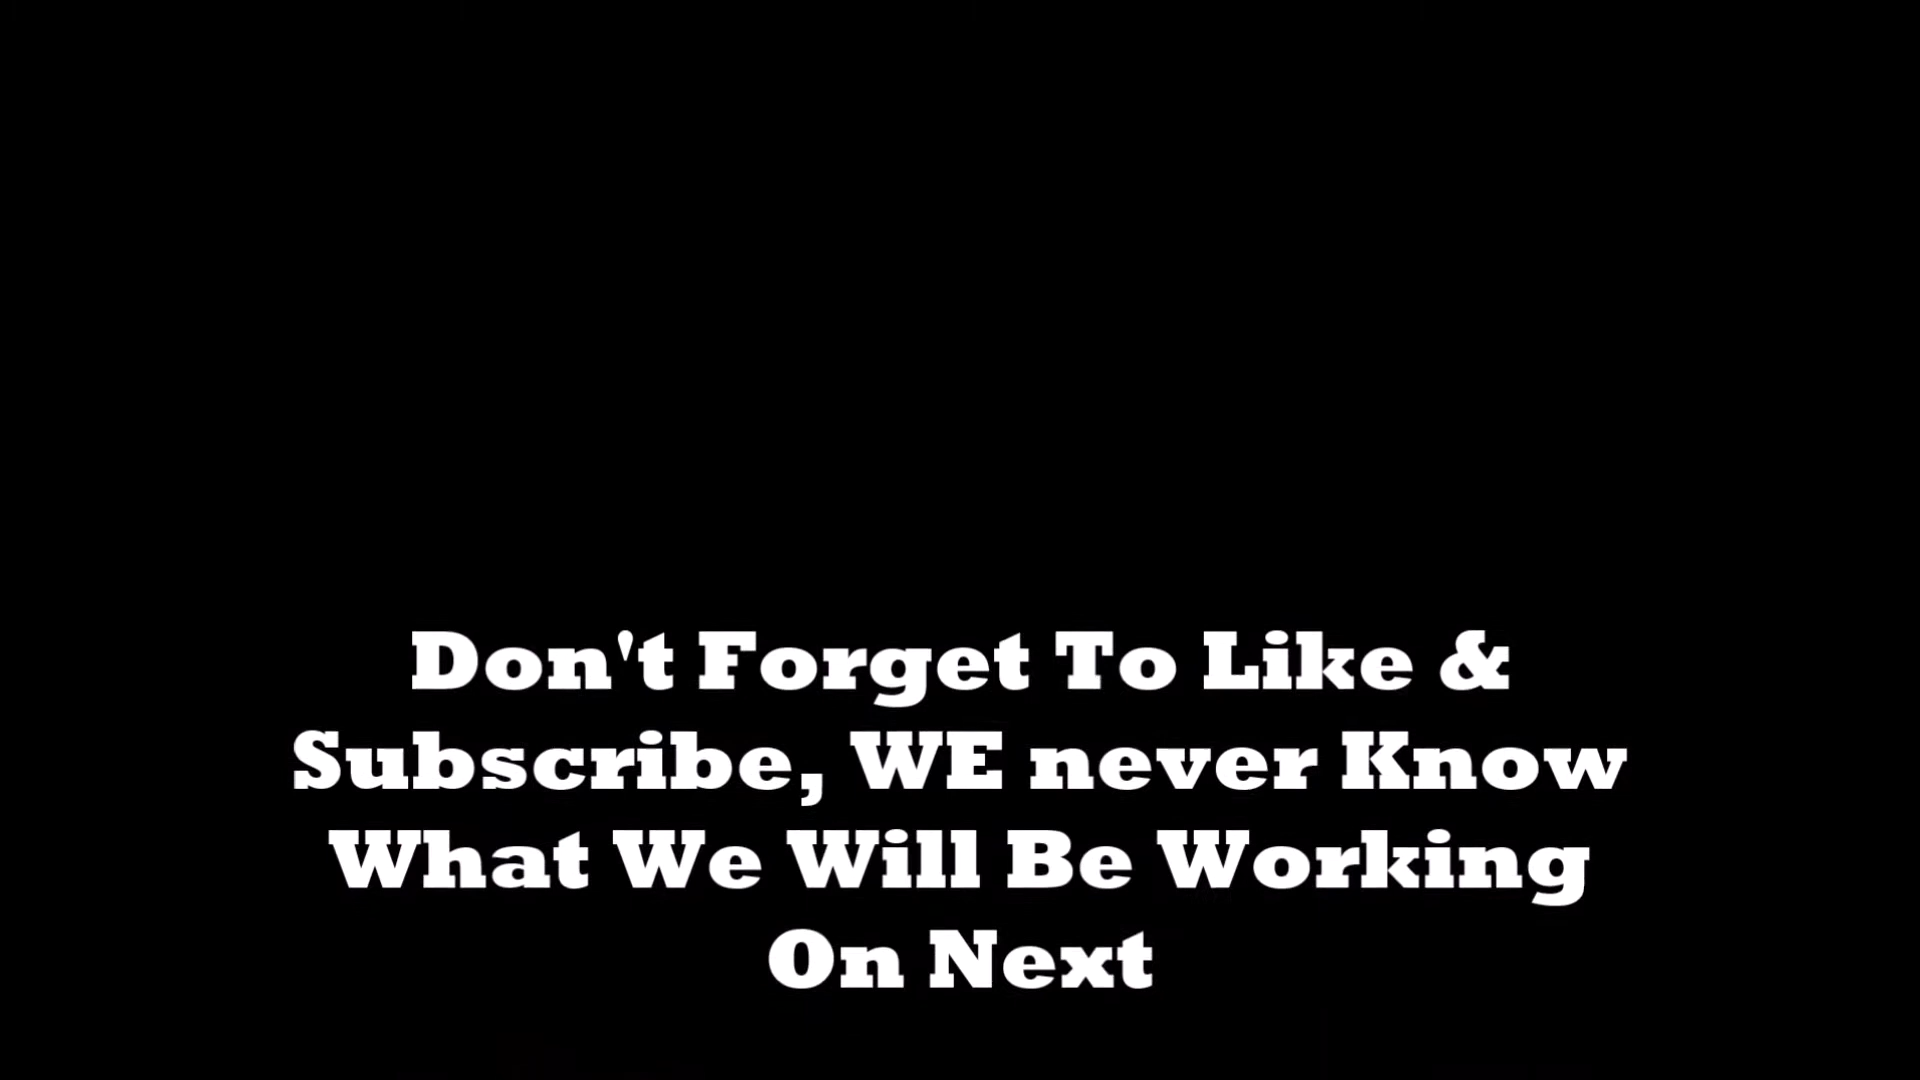 Don't Forget To Like &
Subscribe, WE never Know
What We Will Be Working
On Next